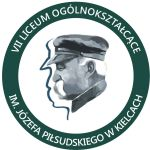 VII LICEUM OGÓLNOKSZTAŁCĄCE
IM. JÓZEFA PIŁSUDSKIEGO W KIELCACH